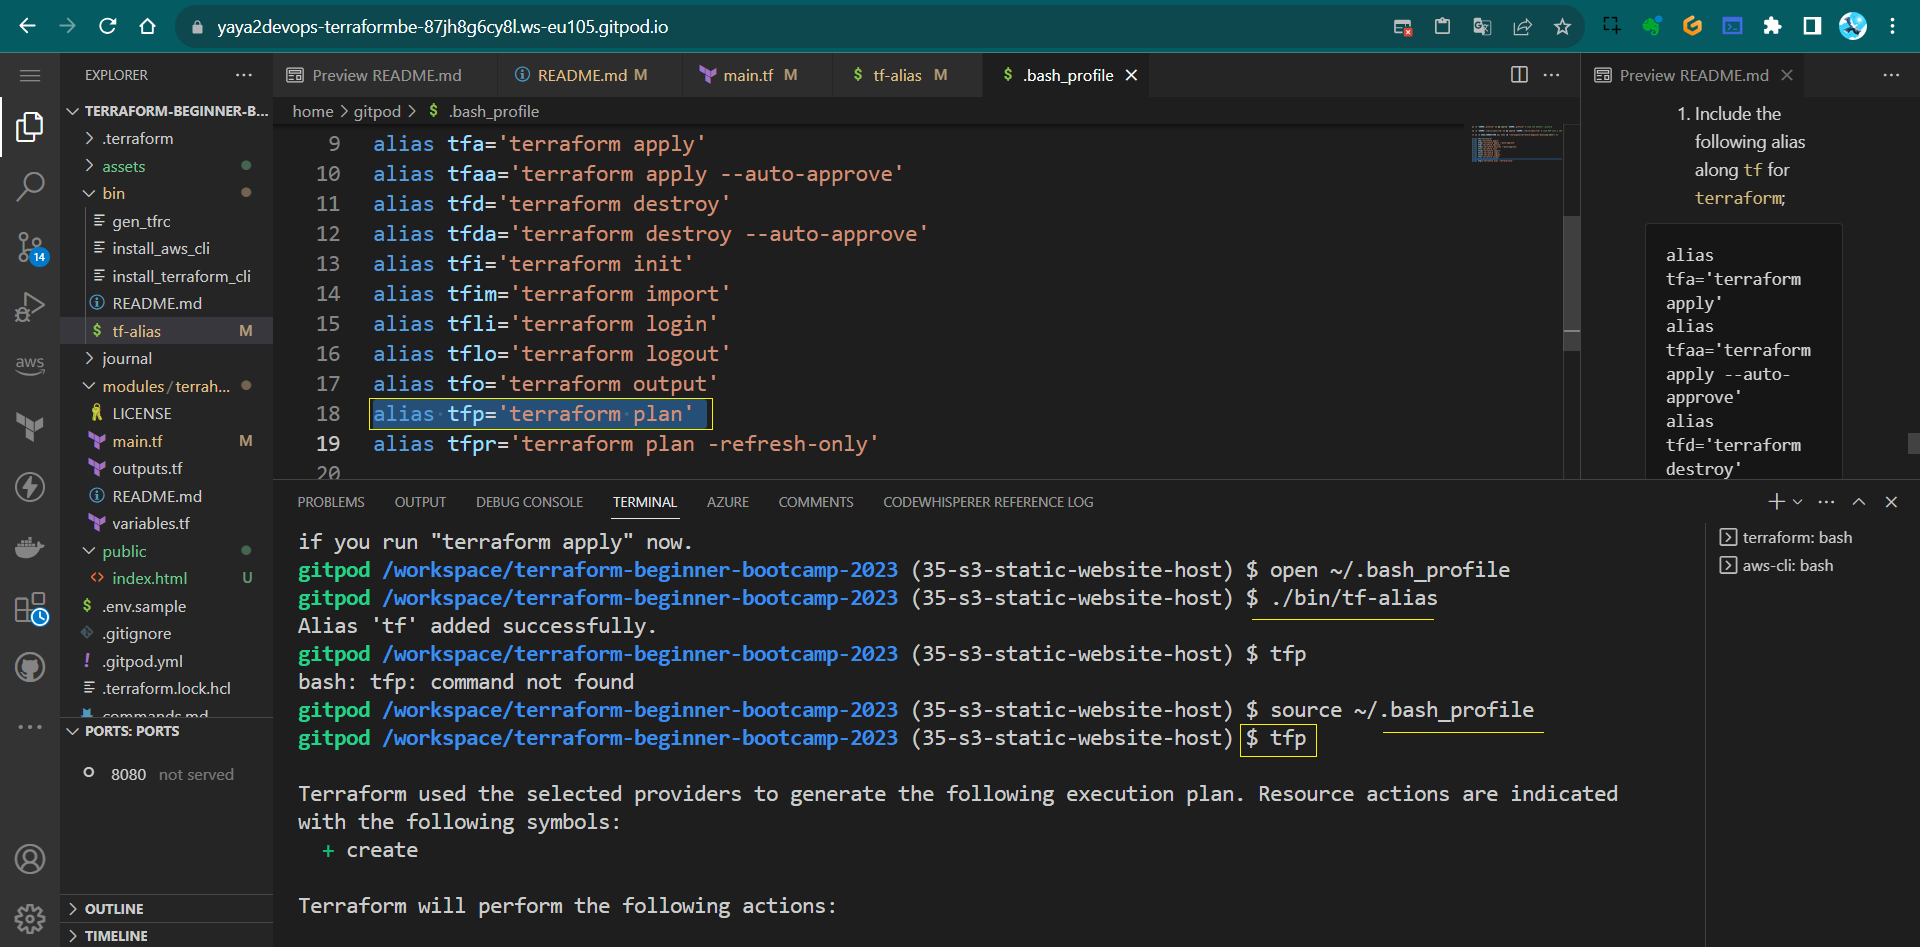 yaya2devops-terraformbe-87jh8g6cy8l.ws-eu105.gitpod.io
EXPLORER
TERRAFORM-BEGINNER-B...
.terraform
assets
bin
gen_tfrc
install_aws_cli
install_terraform_cli
README.md
tf-alias M
journal
modules / terrah...
LICENSE
main.tf M
outputs.tf
README.md
variables.tf
public
index.html U
.env.sample
.gitignore
.gitpod.yml
.terraform.lock.hcl
commands.md
PORTS: PORTS
8080 not served
OUTLINE
TIMELINE
14
aws
Preview README.md
README.md M
main.tf M
tf-alias M
.bash_profile
home > gitpod > $ .bash_profile
9 alias tfa='terraform apply'
10 alias tfaa='terraform apply --auto-approve'
11 alias tfd='terraform destroy'
12 alias tfda='terraform destroy --auto-approve'
13 alias tfi='terraform init'
14 alias tfim='terraform import'
15 alias tfli='terraform login'
16 alias tflo='terraform logout'
17 alias tfo='terraform output'
18 alias tfp='terraform plan'
19 alias tfpr='terraform plan -refresh-only'
20
Preview README.md
1. Include the
following alias
along tf for
terraform;
alias
tfa='terraform
apply'
alias
tfaa='terraform
apply --auto-
approve'
alias
tfd='terraform
destroy'
PROBLEMS OUTPUT DEBUG CONSOLE TERMINAL AZURE COMMENTS CODEWHISPERER REFERENCE LOG
if you run "terraform apply" now.
gitpod /workspace/terraform-beginner-bootcamp-2023 (35-s3-static-website-host) $ open ~/.bash_profile
gitpod /workspace/terraform-beginner-bootcamp-2023 (35-s3-static-website-host) $ ./bin/tf-alias
Alias 'tf' added successfully.
gitpod /workspace/terraform-beginner-bootcamp-2023 (35-s3-static-website-host) $ tfp
bash: tfp: command not found
gitpod /workspace/terraform-beginner-bootcamp-2023 (35-s3-static-website-host) $ source ~/.bash_profile
gitpod /workspace/terraform-beginner-bootcamp-2023 (35-s3-static-website-host) $ tfp
Terraform used the selected providers to generate the following execution plan. Resource actions are indicated
with the following symbols:
+ create
Terraform will perform the following actions:
terraform: bash
aws-cli: bash